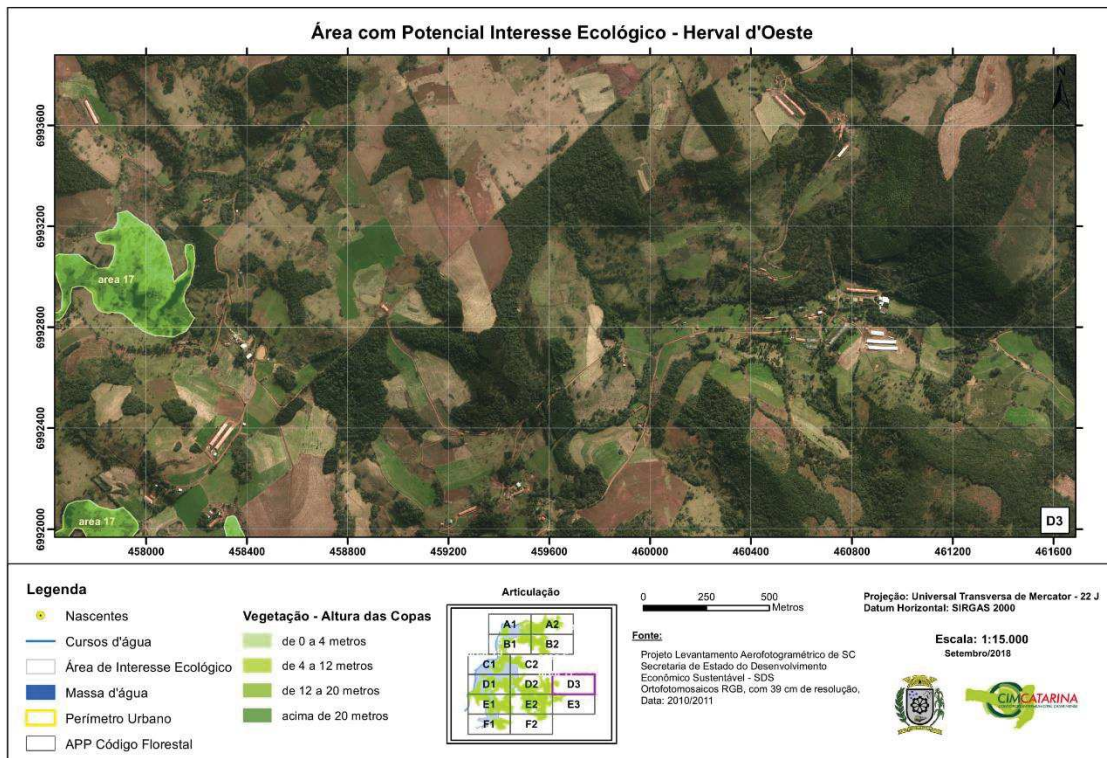 Área com Potencial Interesse Ecológico - Herval d'Oeste
N
6993600
6993200
6992800
6992400
6992000
area 17
area 17
D3
458000 458400 458800 459200 459600 460000 460400 460800 461200 461600
Legenda
Nascentes
Cursos d'água
Área de Interesse Ecológico
Massa d'água
Perímetro Urbano
APP Código Florestal
Vegetação - Altura das Copas
de 0 a 4 metros
de 4 a 12 metros
de 12 a 20 metros
acima de 20 metros
Articulação
A1 A2
B1 B2
C1 C2
D1 D2 D3
E1 E2 E3
F1 F2
0 250 500
Metros
Fonte:
Projeto Levantamento Aerofotogramétrico de SC
Secretaria de Estado do Desenvolvimento
Econômico Sustentável - SDS
Ortofotomosaicos RGB, com 39 cm de resolução,
Data: 2010/2011
Projeção: Universal Transversa de Mercator - 22 J
Datum Horizontal: SIRGAS 2000
Escala: 1:15.000
Setembro/2018
CIMCATARINA